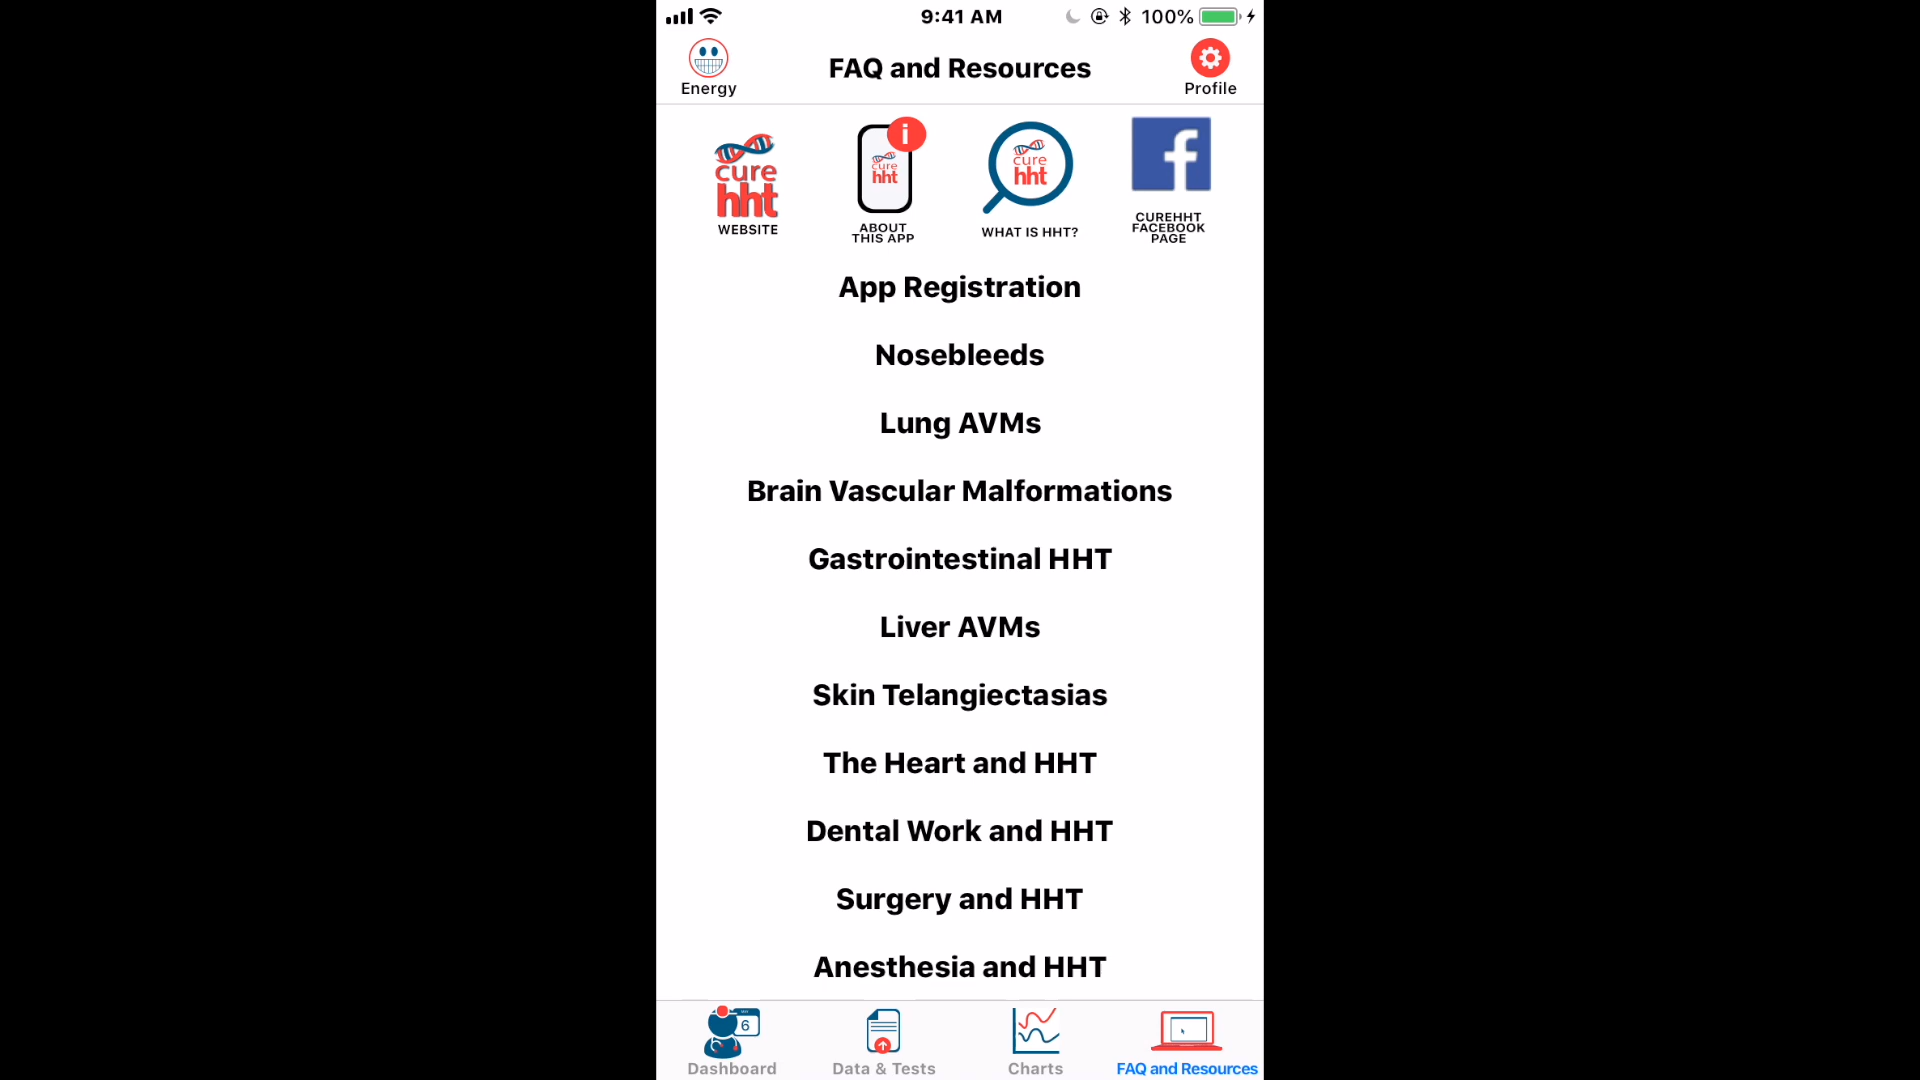 9:41 AM
100%
Energy
FAQ and Resources
Profile
cure
hht
WEBSITE
i
cure
hht
ABOUT
THIS APP
cure
hht
WHAT IS HHT?
f
CUREHHT
FACEBOOK
PAGE
App Registration
Nosebleeds
Lung AVMs
Brain Vascular Malformations
Gastrointestinal HHT
Liver AVMs
Skin Telangiectasias
The Heart and HHT
Dental Work and HHT
Surgery and HHT
Anesthesia and HHT
6
Dashboard
Data & Tests
Charts
FAQ and Resources